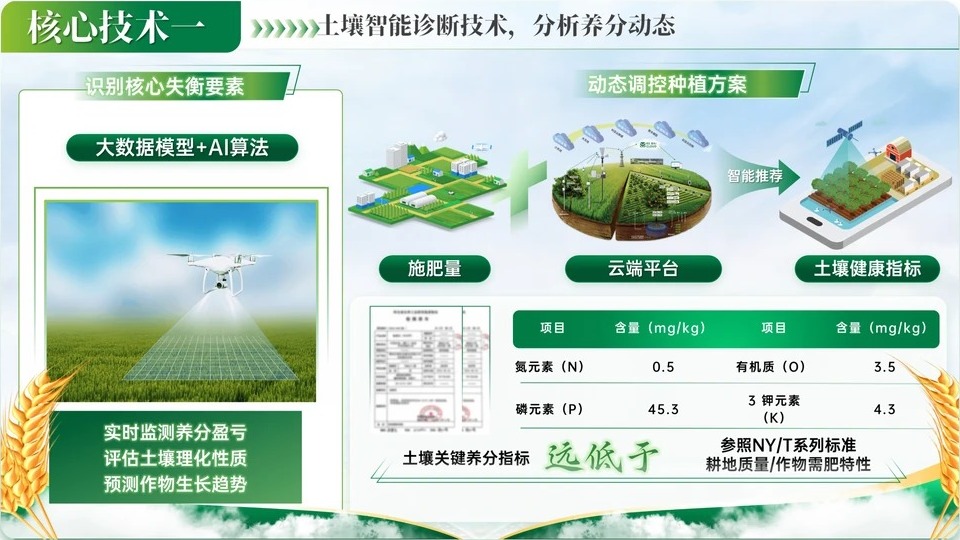 核心技术一
土壤智能诊断技术，分析养分动态
识别核心失衡要素
大数据模型+AI算法
实时监测养分盈亏
评估土壤理化性质
预测作物生长趋势
动态调控种植方案
智能推荐
施肥量
云端平台
土壤健康指标
项目 含量（mg/kg） 项目 含量（mg/kg）
氮元素（N） 0.5 有机质（O） 3.5
磷元素（P） 45.3 3 钾元素（K） 4.3
土壤关键养分指标 远低于 参照NY/T系列标准
耕地质量/作物需肥特性